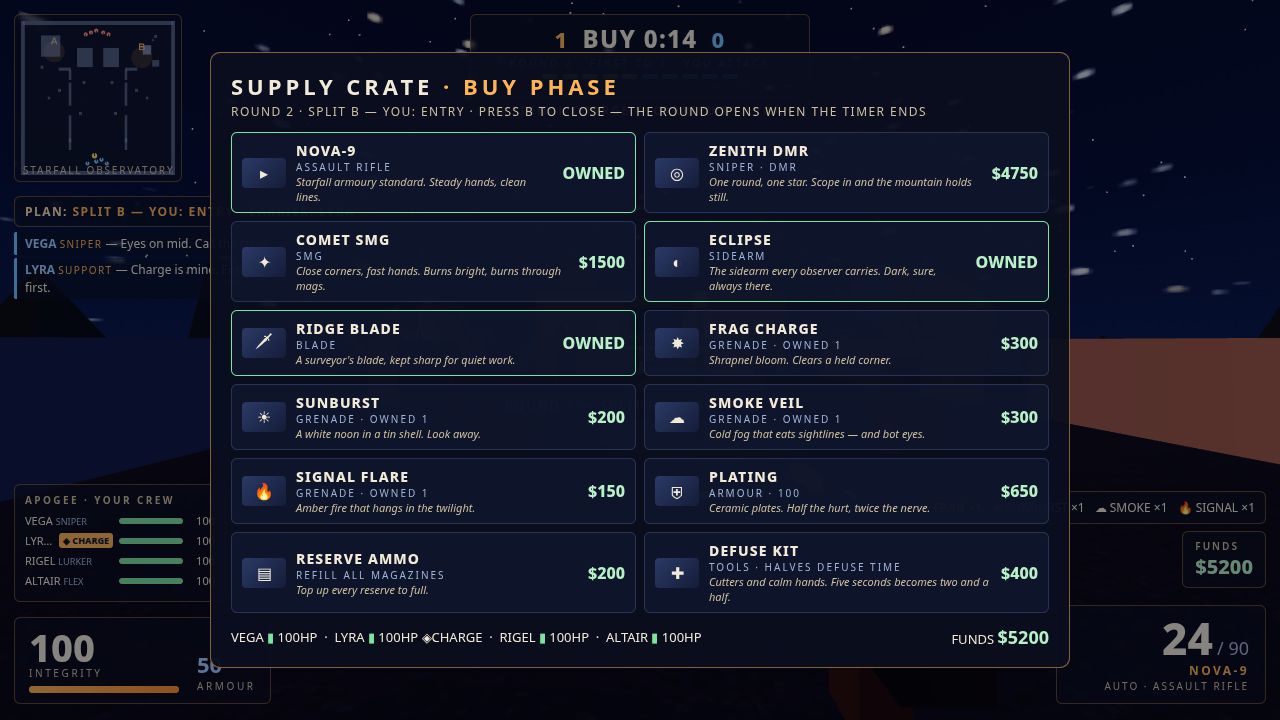 1 BUY 0:14 0
A
B
STARFALL OBSERVATORY
SUPPLY CRATE · BUY PHASE
ROUND 2 · SPLIT B — YOU: ENTRY · PRESS B TO CLOSE — THE ROUND OPENS WHEN THE TIMER ENDS
NOVA-9
ASSAULT RIFLE
Starfall armoury standard. Steady hands, clean
lines.
OWNED
ZENITH DMR
SNIPER · DMR
One round, one star. Scope in and the mountain holds
still.
$4750
COMET SMG
SMG
Close corners, fast hands. Burns bright, burns through
mags.
$1500
ECLIPSE
SIDEARM
The sidearm every observer carries. Dark, sure,
always there.
OWNED
RIDGE BLADE
BLADE
A surveyor's blade, kept sharp for quiet work.
OWNED
FRAG CHARGE
GRENADE · OWNED 1
Shrapnel bloom. Clears a held corner.
$300
SUNBURST
GRENADE · OWNED 1
A white noon in a tin shell. Look away.
$200
SMOKE VEIL
GRENADE · OWNED 1
Cold fog that eats sightlines — and bot eyes.
$300
SIGNAL FLARE
GRENADE · OWNED 1
Amber fire that hangs in the twilight.
$150
PLATING
ARMOUR · 100
Ceramic plates. Half the hurt, twice the nerve.
$650
RESERVE AMMO
REFILL ALL MAGAZINES
Top up every reserve to full.
$200
DEFUSE KIT
TOOLS · HALVES DEFUSE TIME
Cutters and calm hands. Five seconds becomes two and a
half.
$400
VEGA 100HP · LYRA 100HP ◈CHARGE · RIGEL 100HP · ALTAIR 100HP
FUNDS $5200
PLAN: SPLIT B — YOU: EN
VEGA SNIPER — Eyes on mid. Ca
LYRA SUPPORT — Charge is mine.
first.
APOGEE · YOUR CREW
VEGA SNIPER 100
LYR... ◆ CHARGE 100
RIGEL LURKER 100
ALTAIR FLEX 100
100
INTEGRITY
50
ARMOUR
×1 SMOKE ×1 SIGNAL ×1
FUNDS
$5200
24 / 90
NOVA-9
AUTO · ASSAULT RIFLE